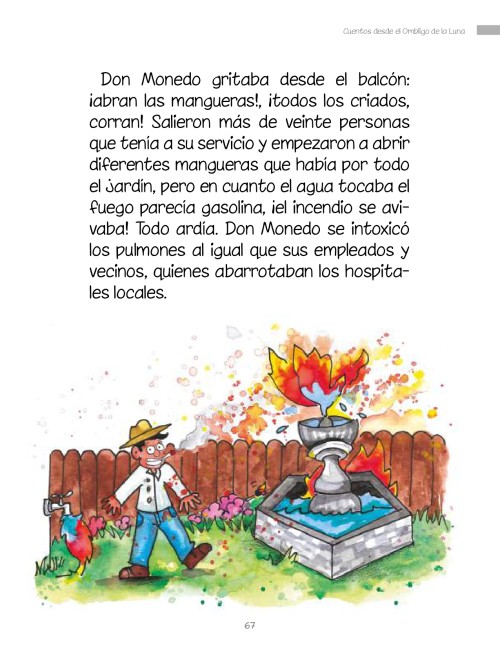 Cuentos desde el Ombligo de la Luna
Don Monedo gritaba desde el balcón:
¡abran las mangueras!, ¡todos los criados,
corran! Salieron más de veinte personas
que tenía a su servicio y empezaron a abrir
diferentes mangueras que había por todo
el jardín, pero en cuanto el agua tocaba el
fuego parecía gasolina, ¡el incendio se avi-
vaba! Todo ardía. Don Monedo se intoxicó
los pulmones al igual que sus empleados y
vecinos, quienes abarrotaban los hospita-
les locales.
67